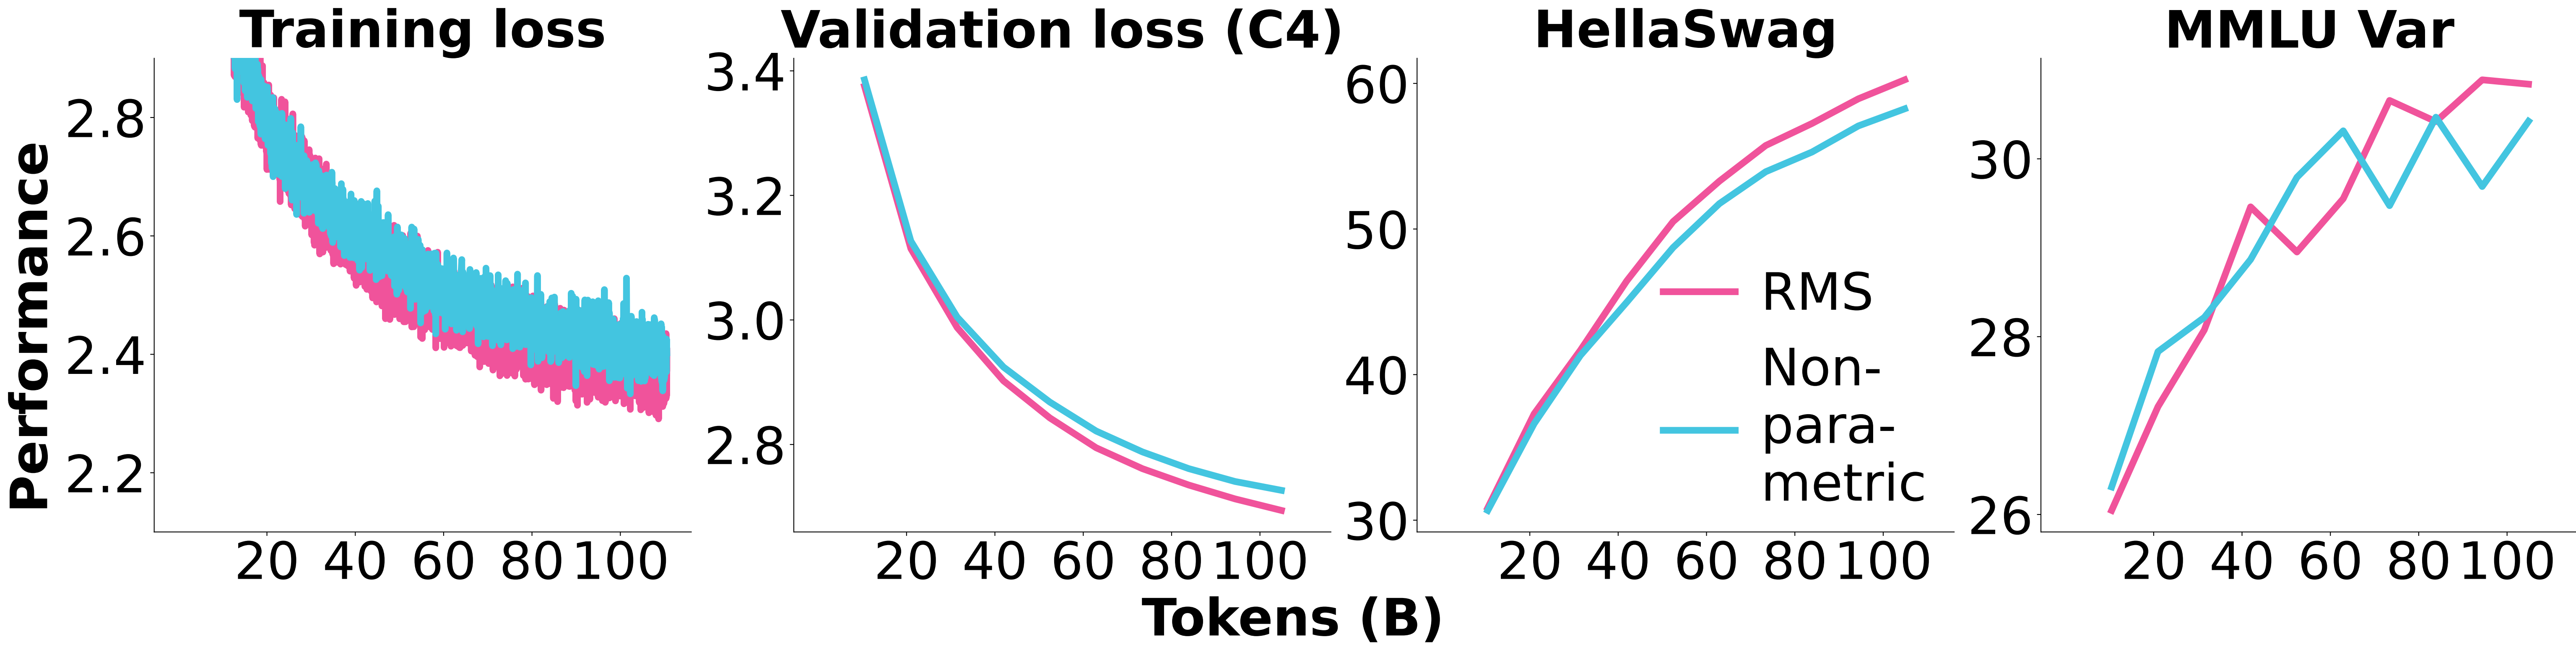 Training loss
Validation loss (C4)
HellaSwag
MMLU Var
Performance
2.8
2.6
2.4
2.2
20 40 60 80 100
3.4
3.2
3.0
2.8
20 40 60 80 100
60
50
40
30
20 40 60 80 100
RMS
Non-
para-
metric
30
28
26
20 40 60 80 100
Tokens (B)